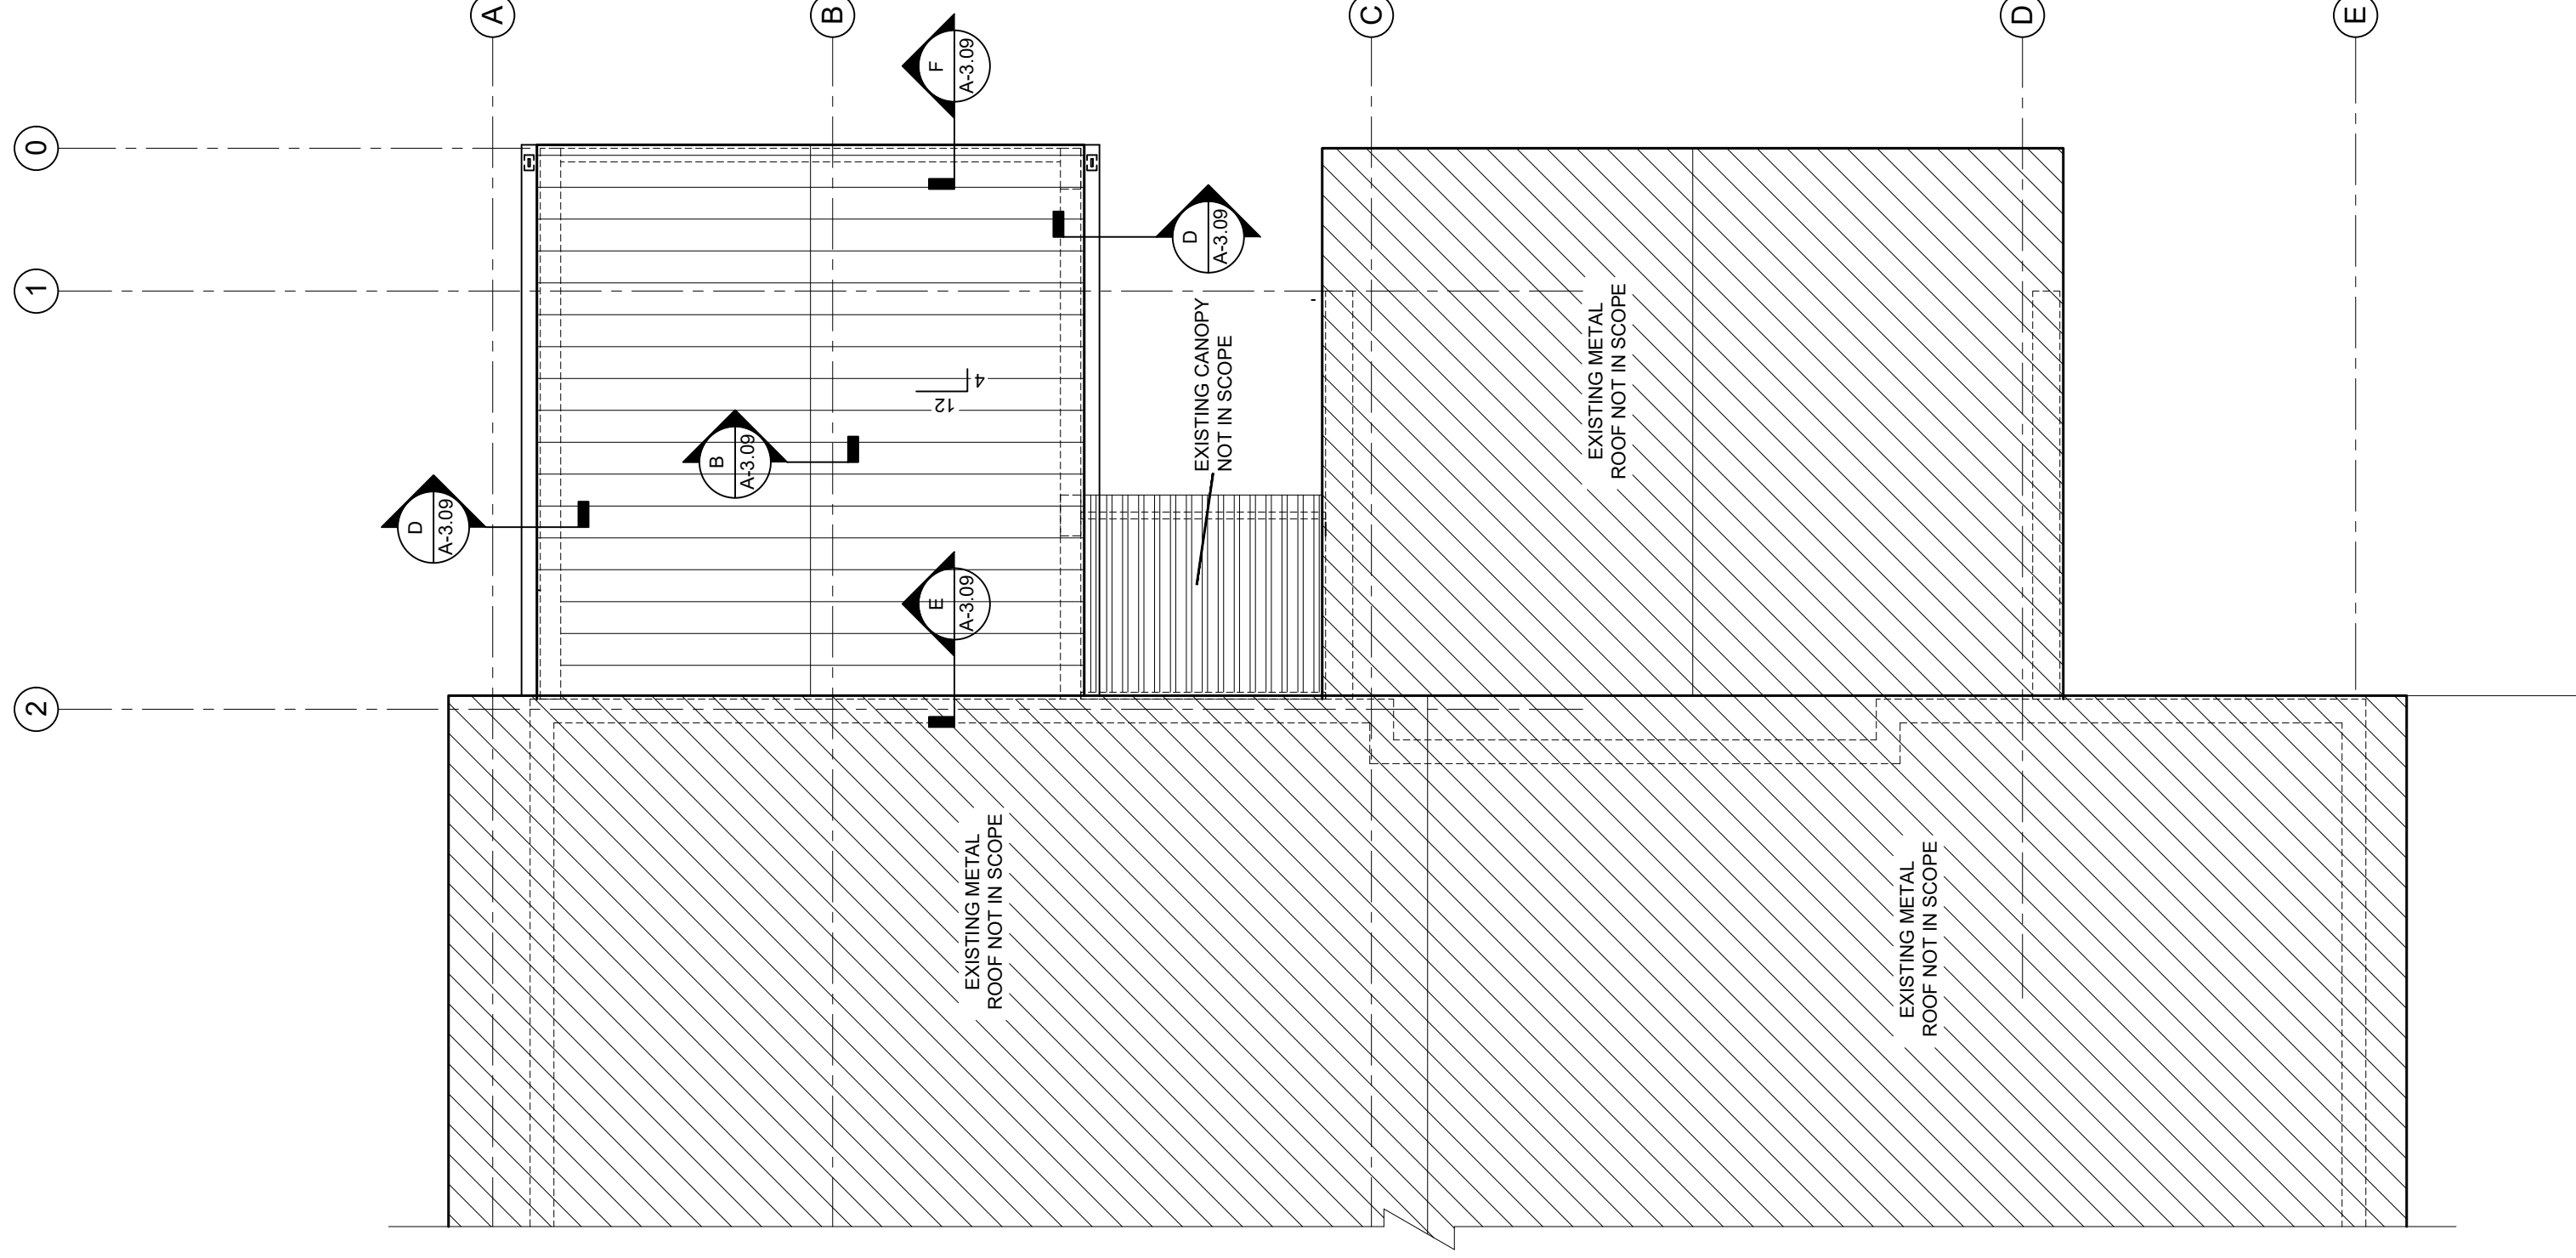 A
B
C
D
E
0
1
2
F
A-3.09
D
A-3.09
B
A-3.09
D
A-3.09
E
A-3.09
12
4
EXISTING CANOPY
NOT IN SCOPE
EXISTING METAL
ROOF NOT IN SCOPE
EXISTING METAL
ROOF NOT IN SCOPE
EXISTING METAL
ROOF NOT IN SCOPE